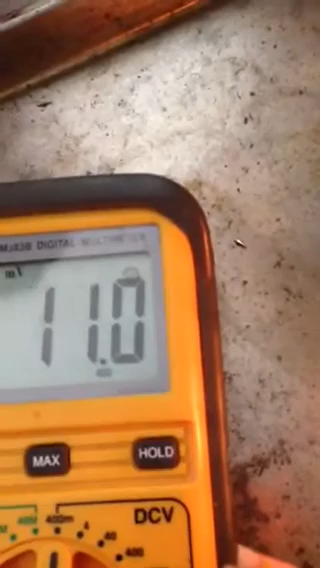 DIGITAL MULTIMETER
11.0
MAX HOLD
DCV
400m
4
40
400